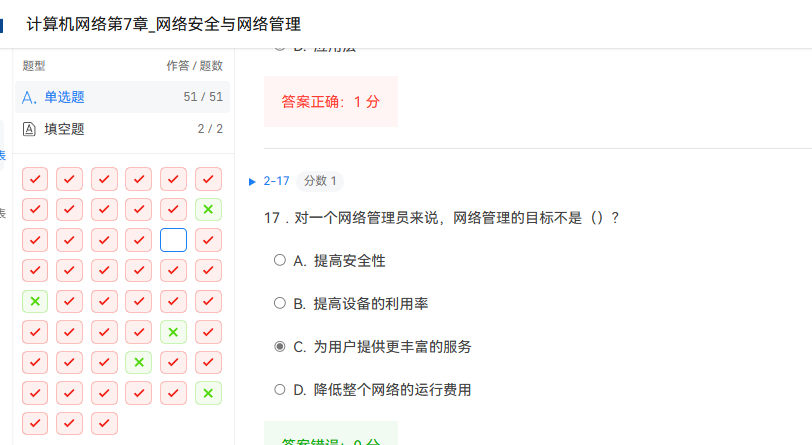 计算机网络第7章_网络安全与网络管理
题型
作答 / 题数
单选题
51 / 51
填空题
2 / 2
表
表
D. 应用层
答案正确：1 分
2-17
分数 1
17．对一个网络管理员来说，网络管理的目标不是（）？
A. 提高安全性
B. 提高设备的利用率
C. 为用户提供更丰富的服务
D. 降低整个网络的运行费用
答案错误：0 分